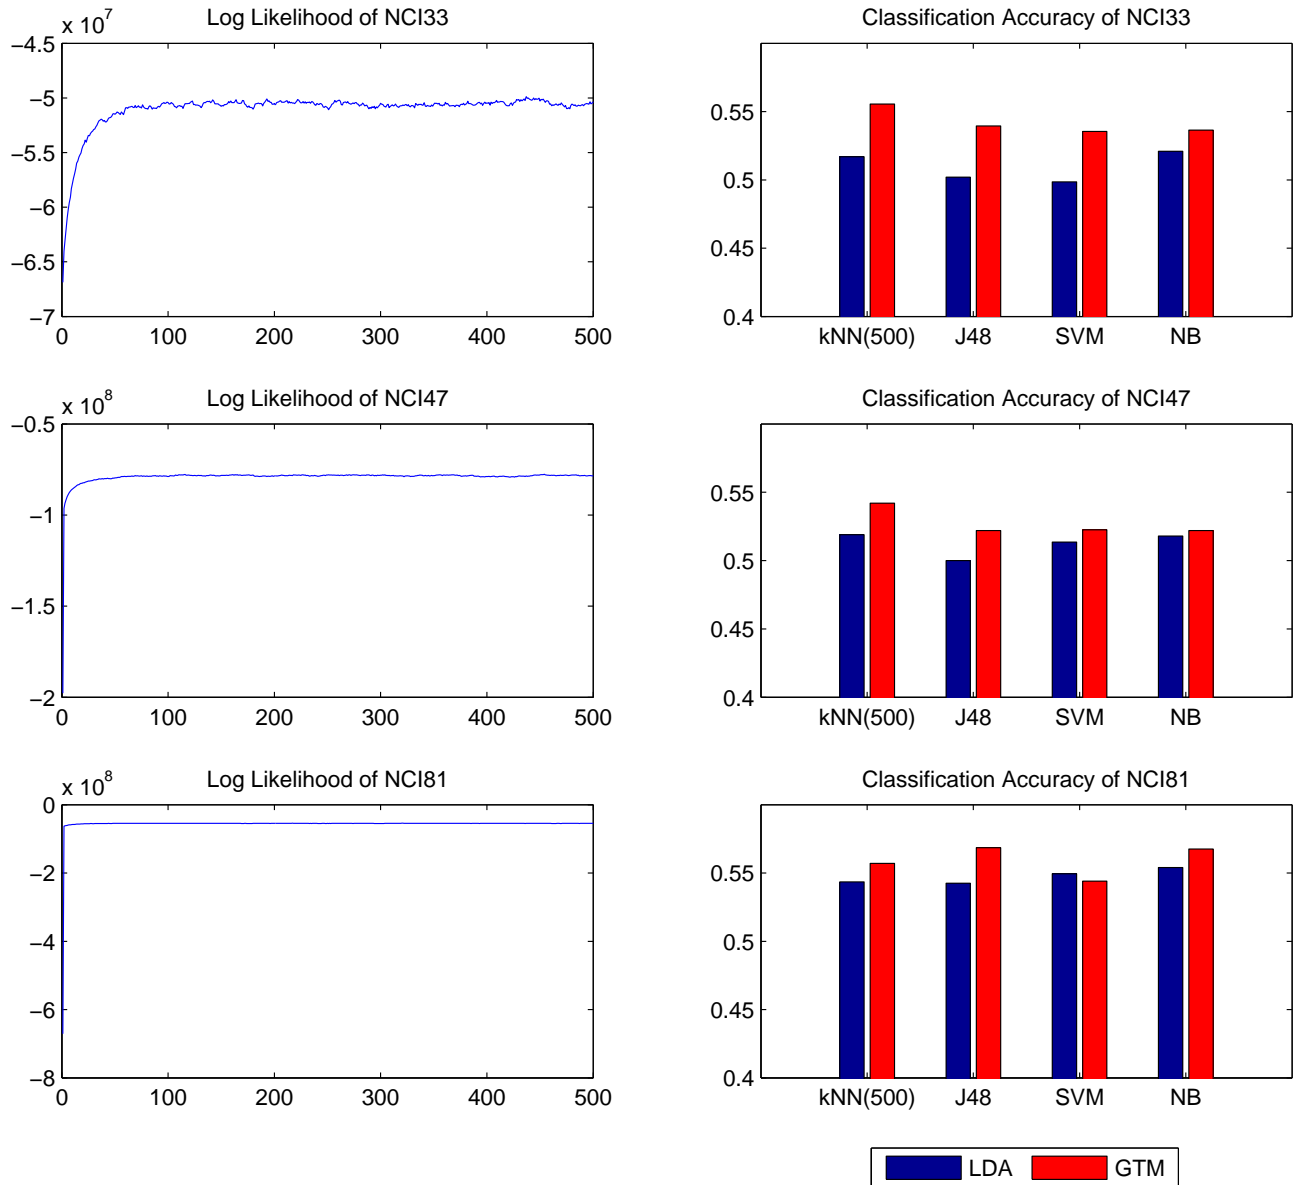 Log Likelihood of NCI33
x 10^7
−4.5
−5
−5.5
−6
−6.5
−7
0 100 200 300 400 500
Classification Accuracy of NCI33
0.55
0.5
0.45
0.4
kNN(500) J48 SVM NB
Log Likelihood of NCI47
x 10^8
−0.5
−1
−1.5
−2
0 100 200 300 400 500
Classification Accuracy of NCI47
0.55
0.5
0.45
0.4
kNN(500) J48 SVM NB
Log Likelihood of NCI81
x 10^8
0
−2
−4
−6
−8
0 100 200 300 400 500
Classification Accuracy of NCI81
0.55
0.5
0.45
0.4
kNN(500) J48 SVM NB
LDA GTM